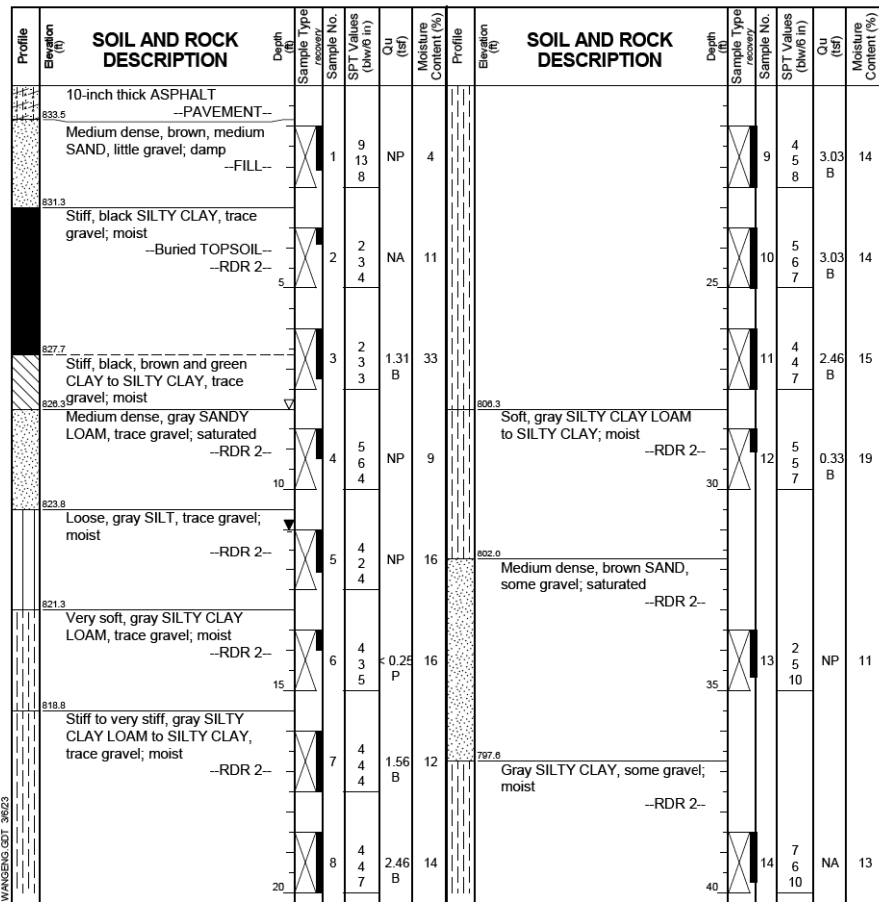 Profile
Elevation (ft)
SOIL AND ROCK
DESCRIPTION
Depth (ft)
Sample Type
recovery
Sample No.
SPT Values
(blw/6 in)
Qu
(tsf)
Moisture
Content (%)
10-inch thick ASPHALT
--PAVEMENT--
833.5
Medium dense, brown, medium
SAND, little gravel; damp
--FILL--
1
9
13
8
NP
4
831.3
Stiff, black SILTY CLAY, trace
gravel; moist
--Buried TOPSOIL--
--RDR 2--
5
2
2
3
4
NA
11
827.7
Stiff, black, brown and green
CLAY to SILTY CLAY, trace
gravel; moist
3
2
3
3
1.31
B
33
826.3
Medium dense, gray SANDY
LOAM, trace gravel; saturated
--RDR 2--
10
4
5
6
4
NP
9
823.8
Loose, gray SILT, trace gravel;
moist
--RDR 2--
5
4
2
4
NP
16
821.3
Very soft, gray SILTY CLAY
LOAM, trace gravel; moist
--RDR 2--
15
6
4
3
5
< 0.25
P
16
818.8
Stiff to very stiff, gray SILTY
CLAY LOAM to SILTY CLAY,
trace gravel; moist
--RDR 2--
7
4
4
4
1.56
B
12
20
8
4
4
7
2.46
B
14
WANGENG.GDT 3/6/23
Profile
Elevation (ft)
SOIL AND ROCK
DESCRIPTION
Depth (ft)
Sample Type
recovery
Sample No.
SPT Values
(blw/6 in)
Qu
(tsf)
Moisture
Content (%)
9
4
5
8
3.03
B
14
25
10
5
6
7
3.03
B
14
11
4
4
7
2.46
B
15
806.3
Soft, gray SILTY CLAY LOAM
to SILTY CLAY; moist
--RDR 2--
30
12
5
5
7
0.33
B
19
802.0
Medium dense, brown SAND,
some gravel; saturated
--RDR 2--
35
13
2
5
10
NP
11
797.6
Gray SILTY CLAY, some gravel;
moist
--RDR 2--
40
14
7
6
10
NA
13